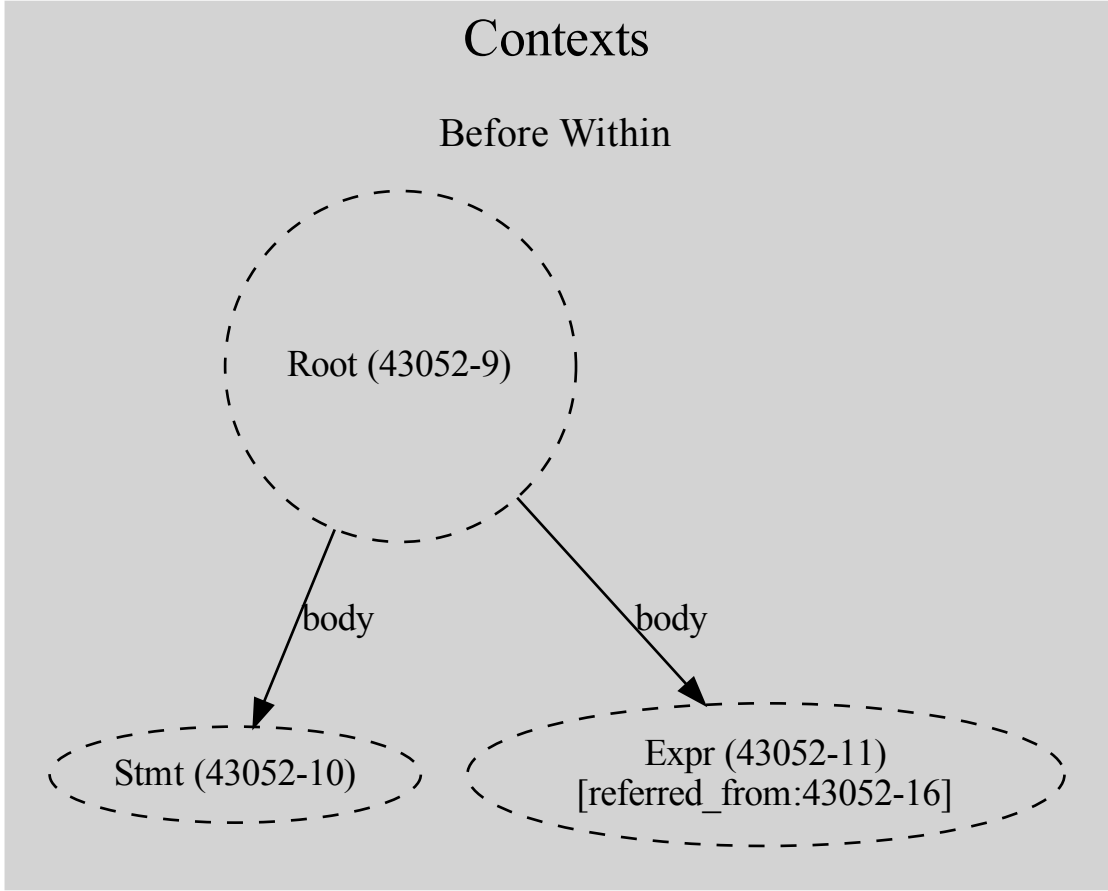 Contexts
Before Within
Root (43052-9)
body
body
Stmt (43052-10)
Expr (43052-11)
[referred_from:43052-16]